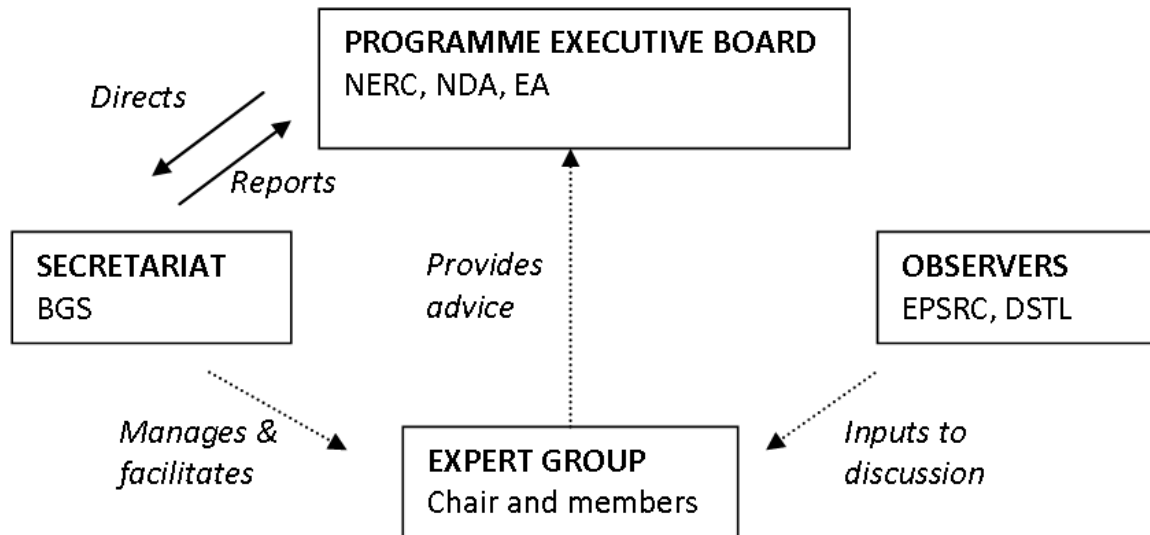 PROGRAMME EXECUTIVE BOARD
NERC, NDA, EA
Directs
Reports
SECRETARIAT
BGS
Provides
advice
OBSERVERS
EPSRC, DSTL
Manages &
facilitates
EXPERT GROUP
Chair and members
Inputs to
discussion